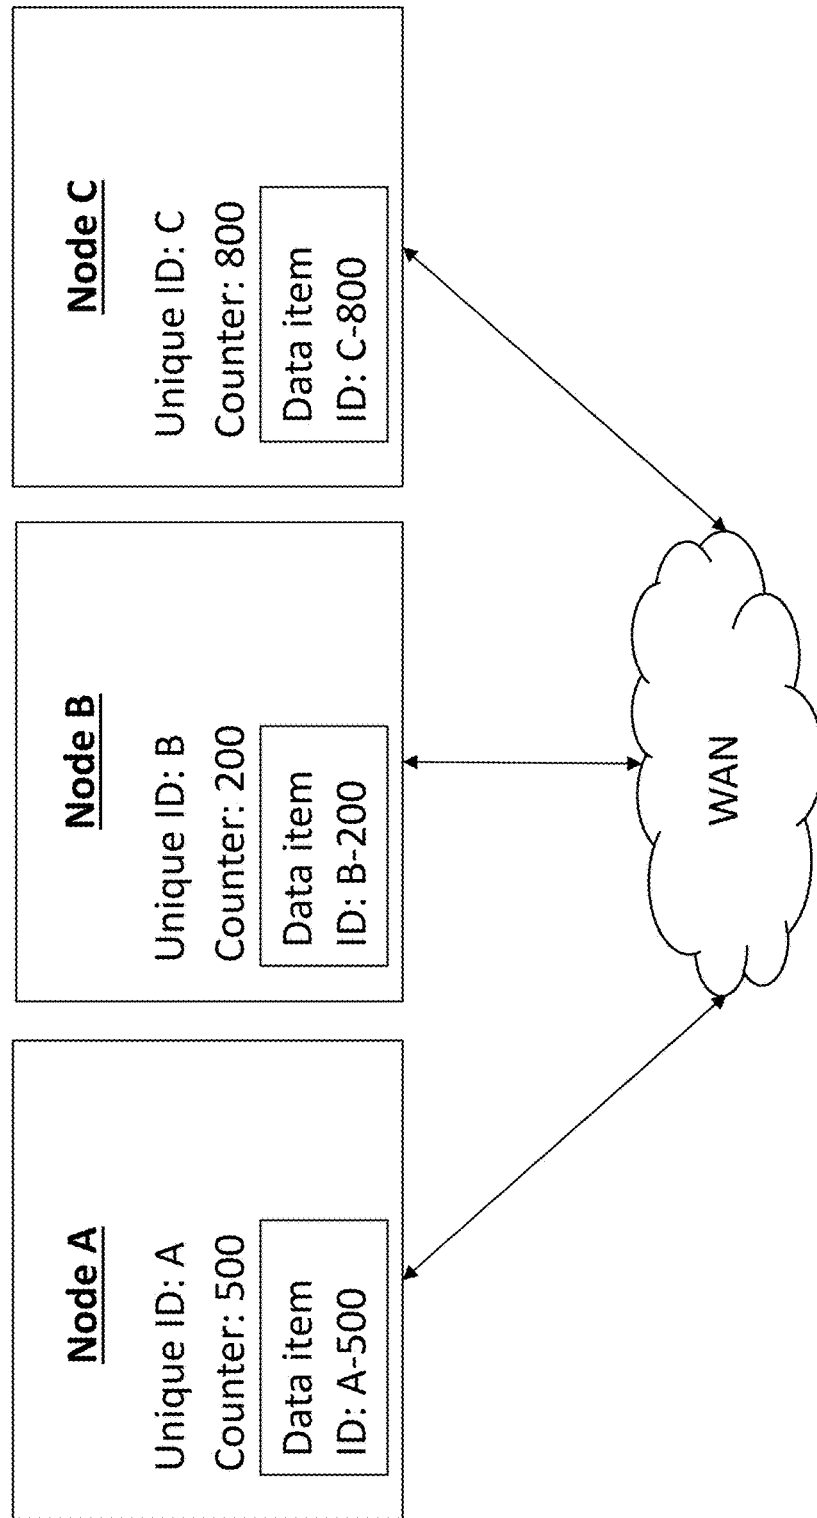 Node A
Unique ID: A
Counter: 500
Data item
ID: A-500
Node B
Unique ID: B
Counter: 200
Data item
ID: B-200
Node C
Unique ID: C
Counter: 800
Data item
ID: C-800
WAN